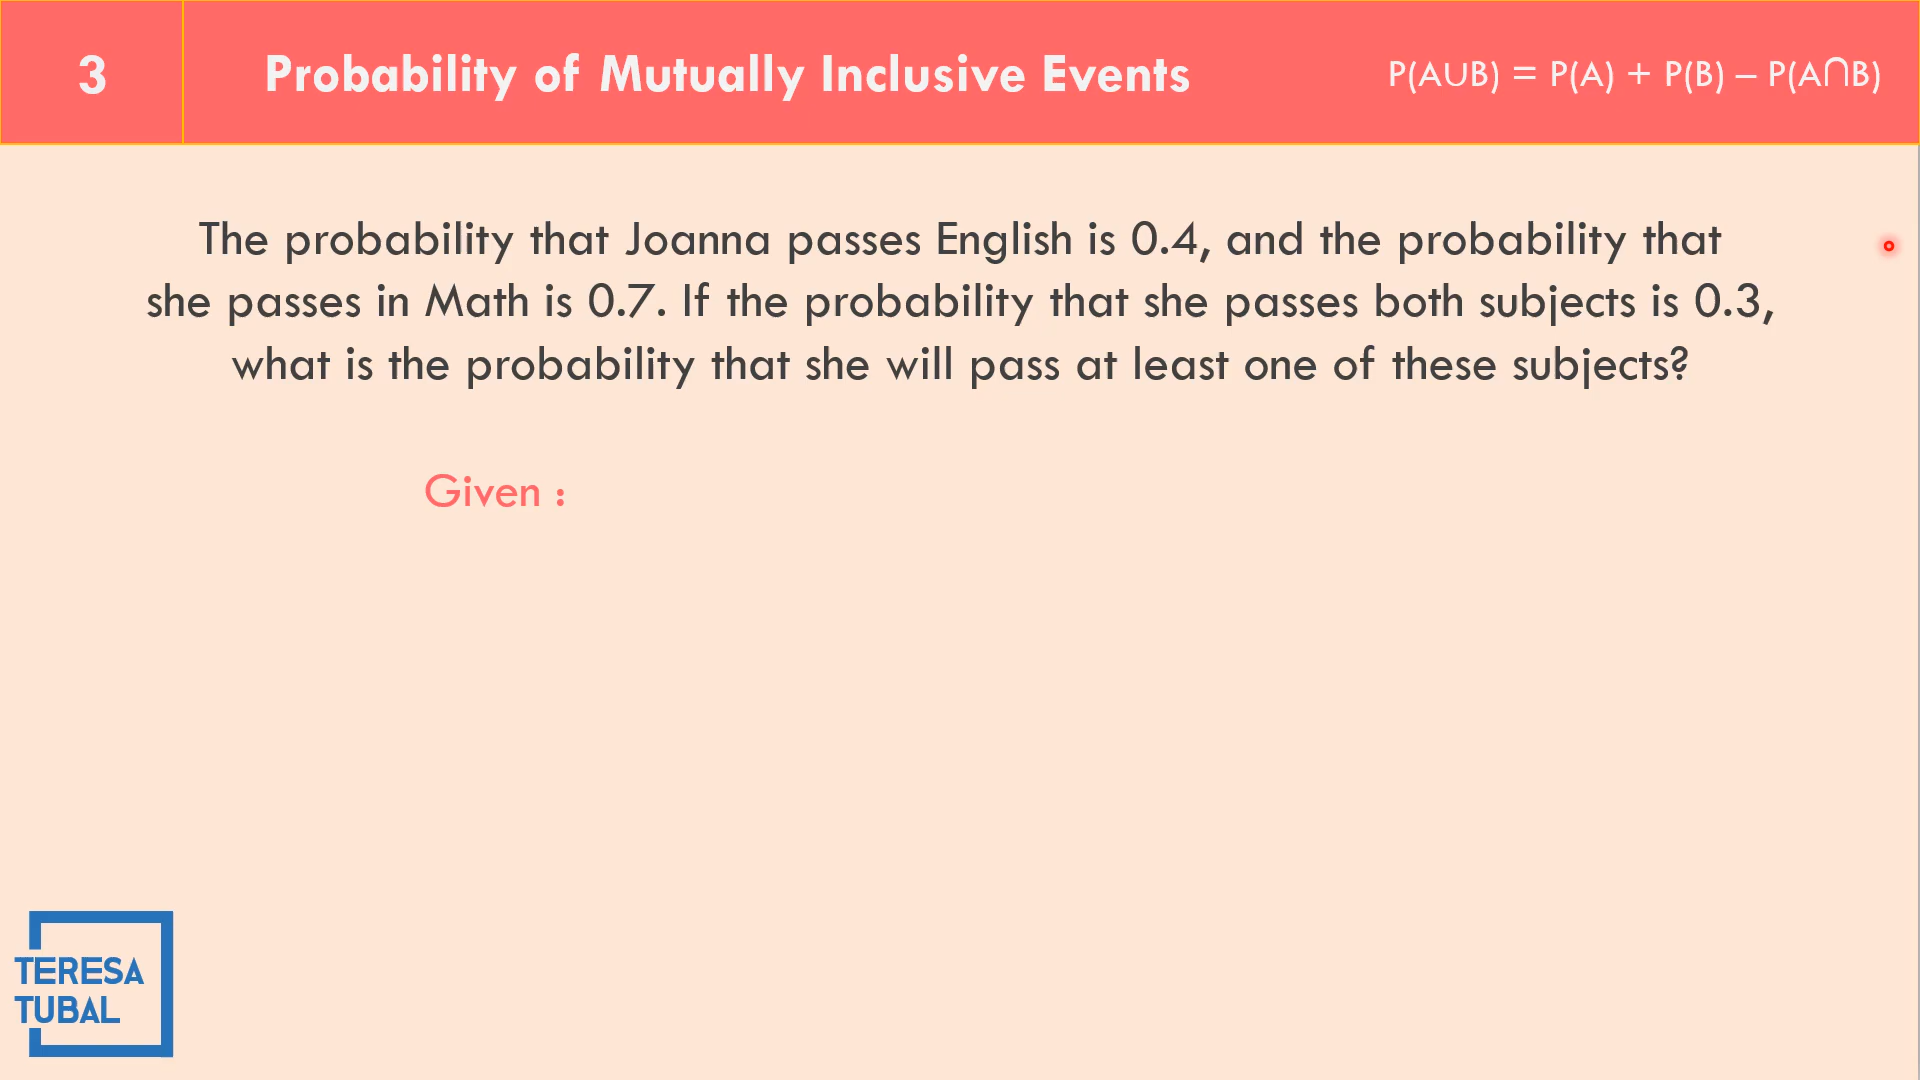 3
Probability of Mutually Inclusive Events
P(A∪B) = P(A) + P(B) – P(A⋂B)
The probability that Joanna passes English is 0.4, and the probability that
she passes in Math is 0.7. If the probability that she passes both subjects is 0.3,
what is the probability that she will pass at least one of these subjects?
Given :
TERESA
TUBAL